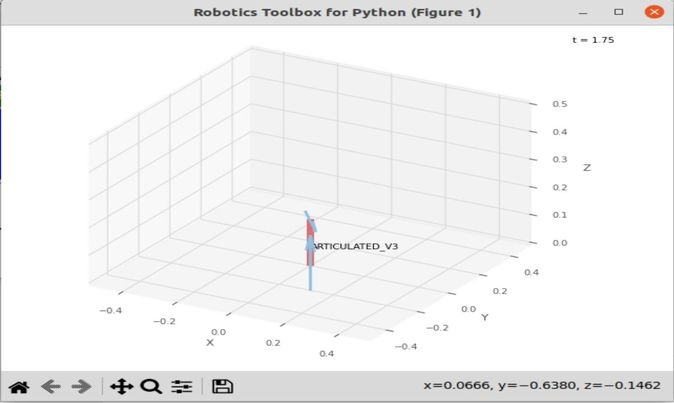 Robotics Toolbox for Python (Figure 1)
t = 1.75
0.5
0.4
0.3
Z
0.2
0.1
0.0
ARTICULATED_V3
0.4
0.2
0.0
Y
−0.2
−0.4
−0.4
−0.2
0.0
X
0.2
0.4
x=0.0666, y=−0.6380, z=−0.1462